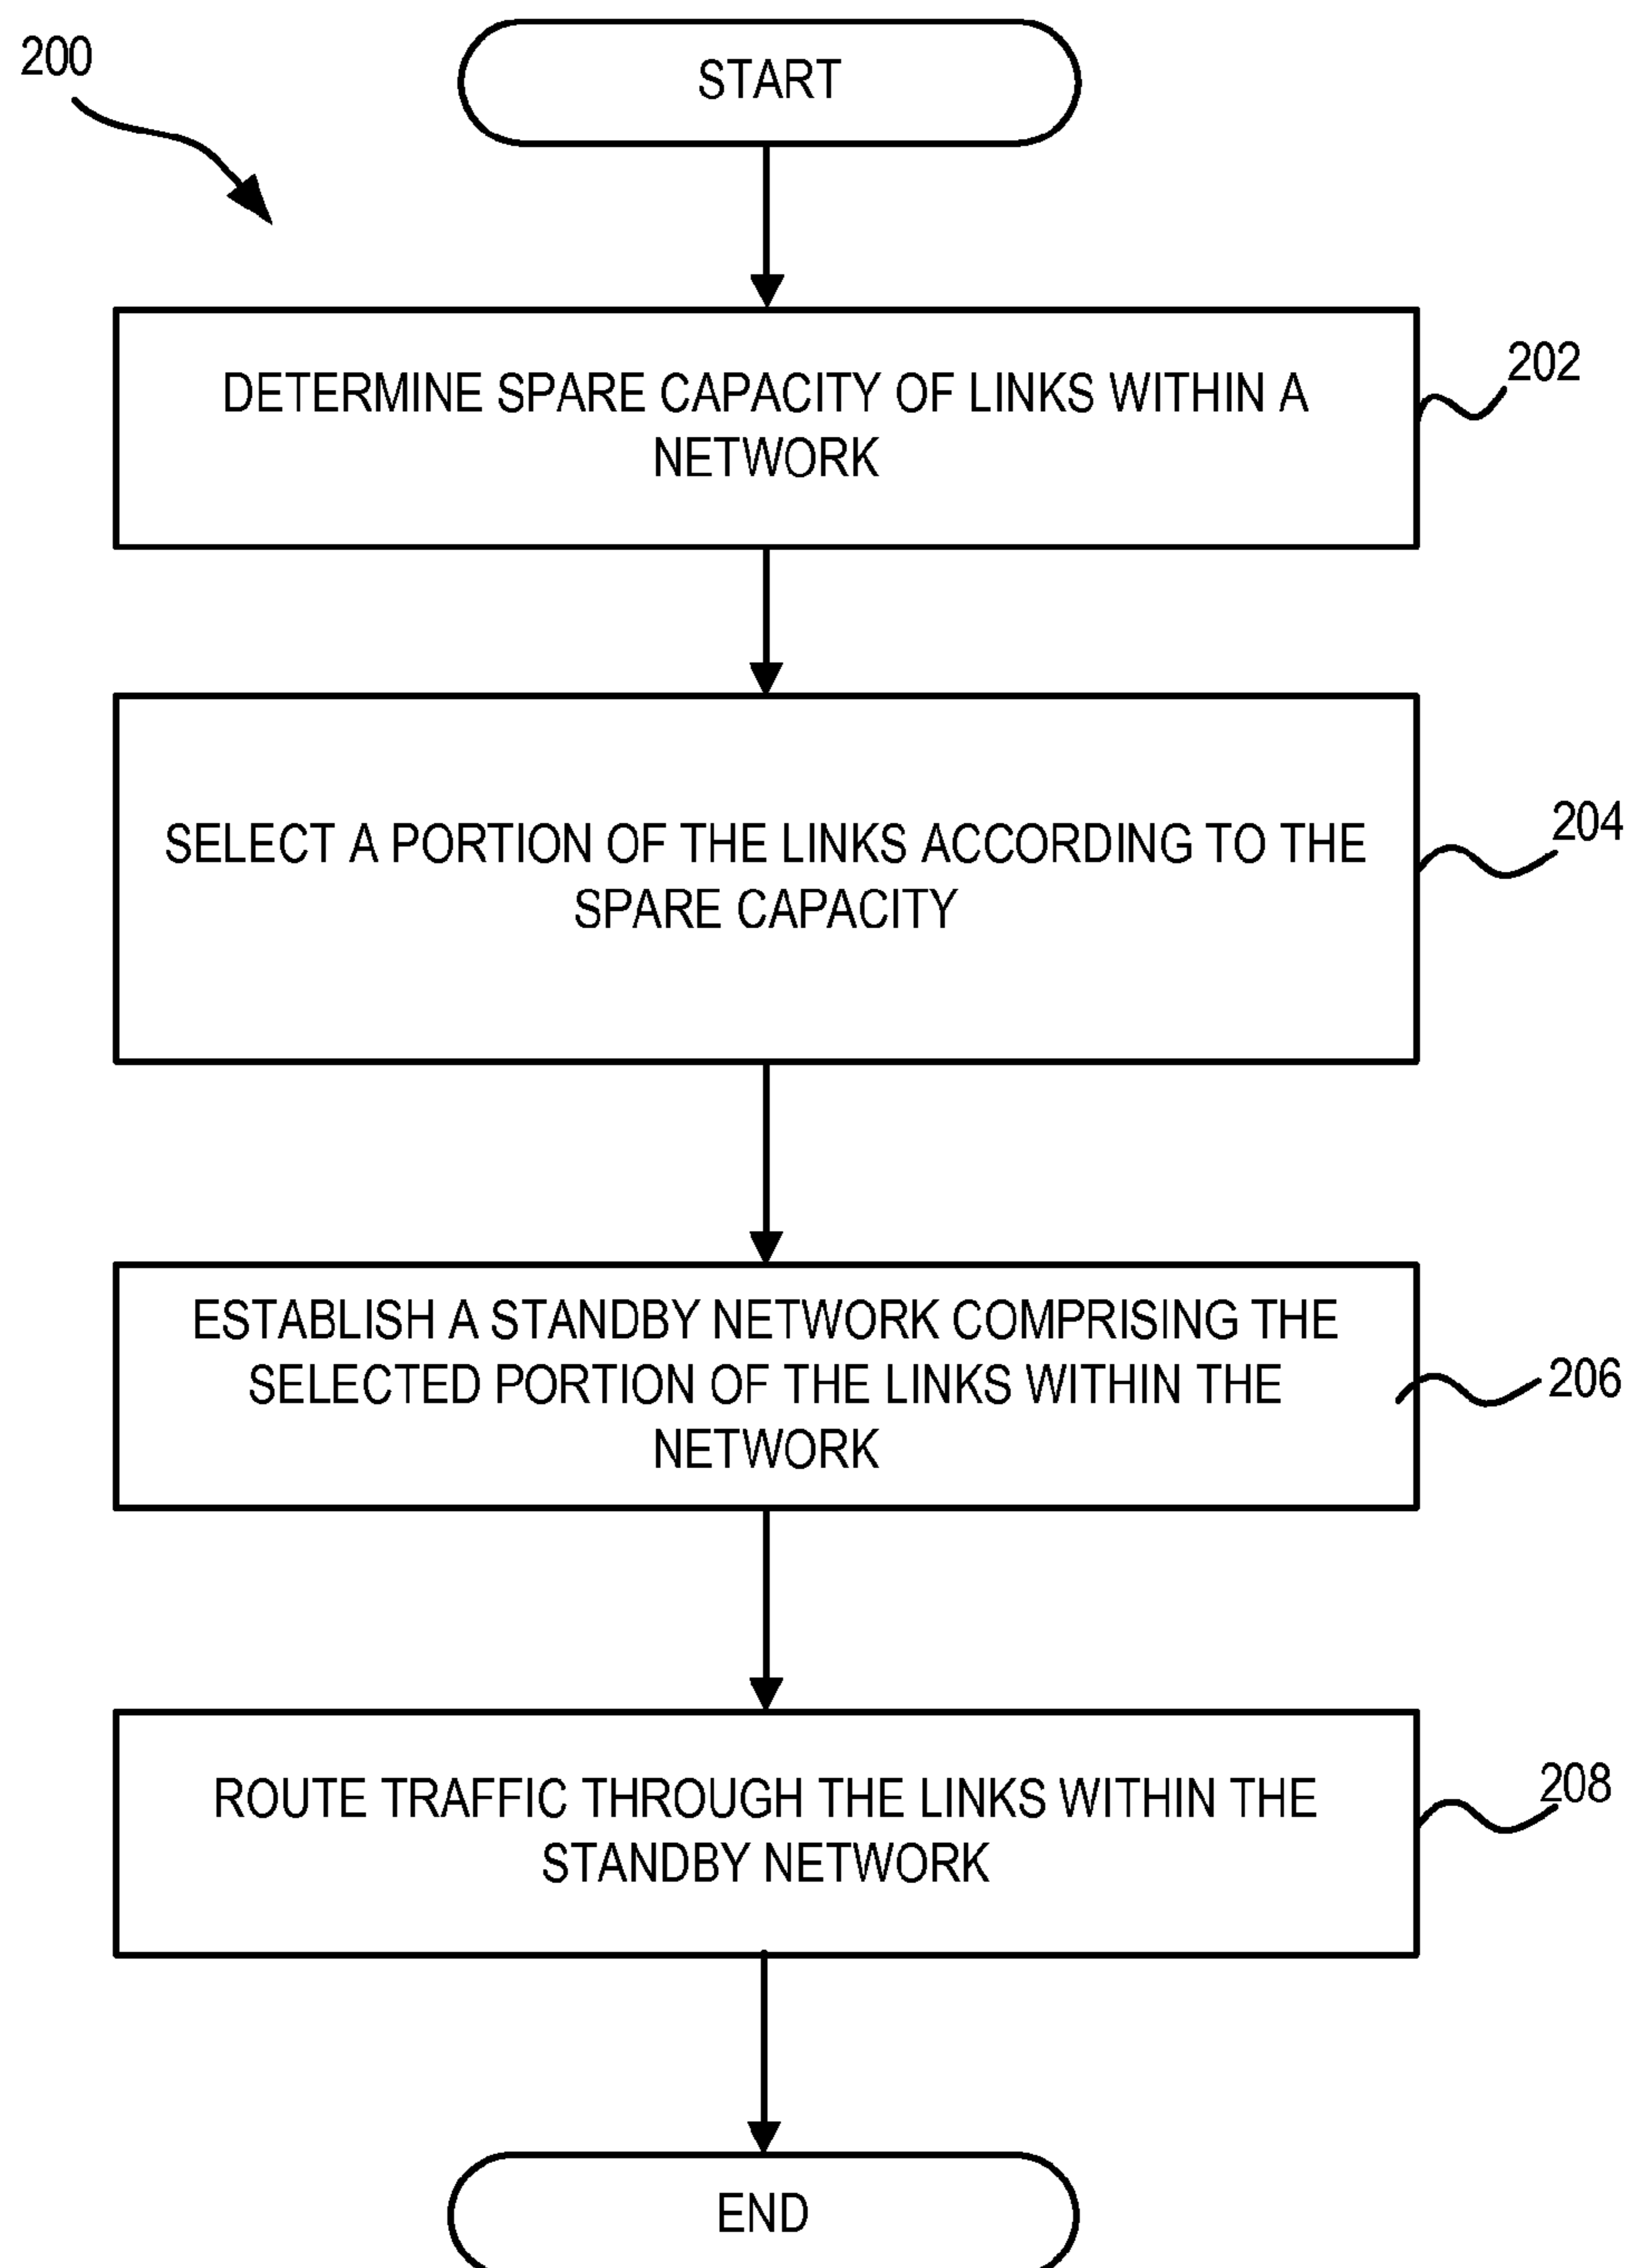 200
START
DETERMINE SPARE CAPACITY OF LINKS WITHIN A
NETWORK
202
SELECT A PORTION OF THE LINKS ACCORDING TO THE
SPARE CAPACITY
204
ESTABLISH A STANDBY NETWORK COMPRISING THE
SELECTED PORTION OF THE LINKS WITHIN THE
NETWORK
206
ROUTE TRAFFIC THROUGH THE LINKS WITHIN THE
STANDBY NETWORK
208
END